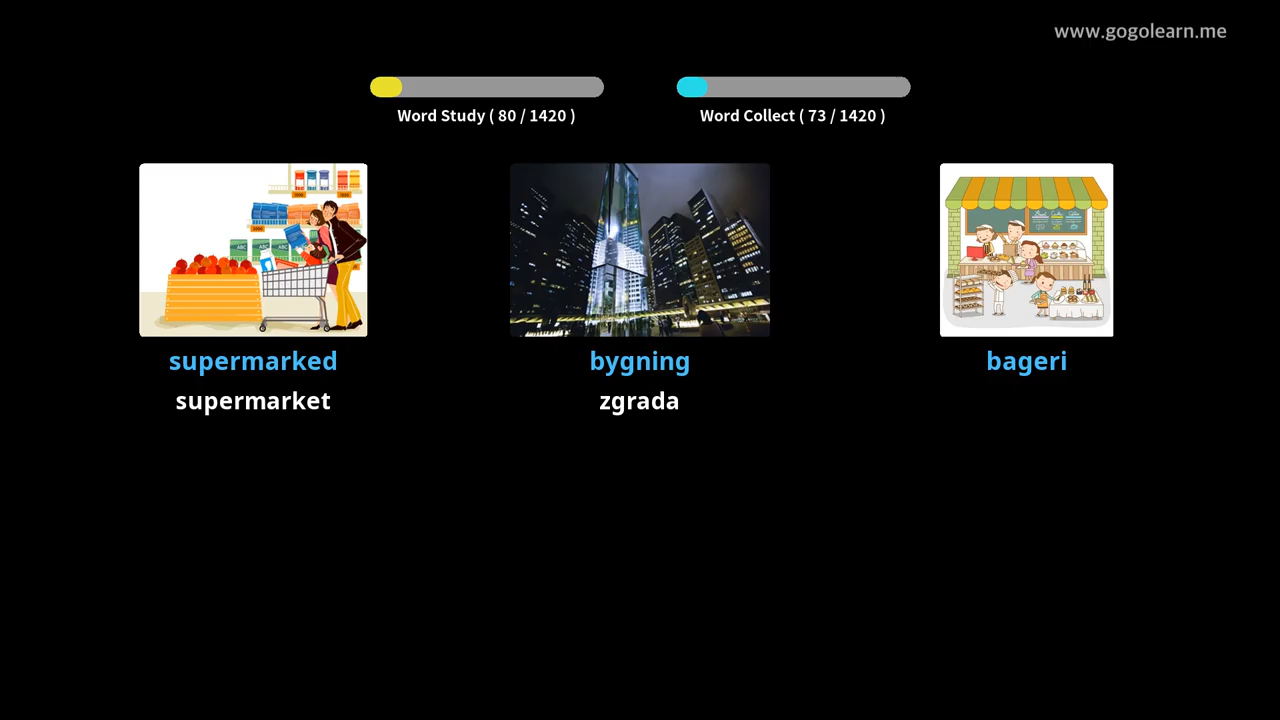 www.gogolearn.me
Word Study ( 80 / 1420 )
Word Collect ( 73 / 1420 )
supermarked
supermarket
bygning
zgrada
bageri